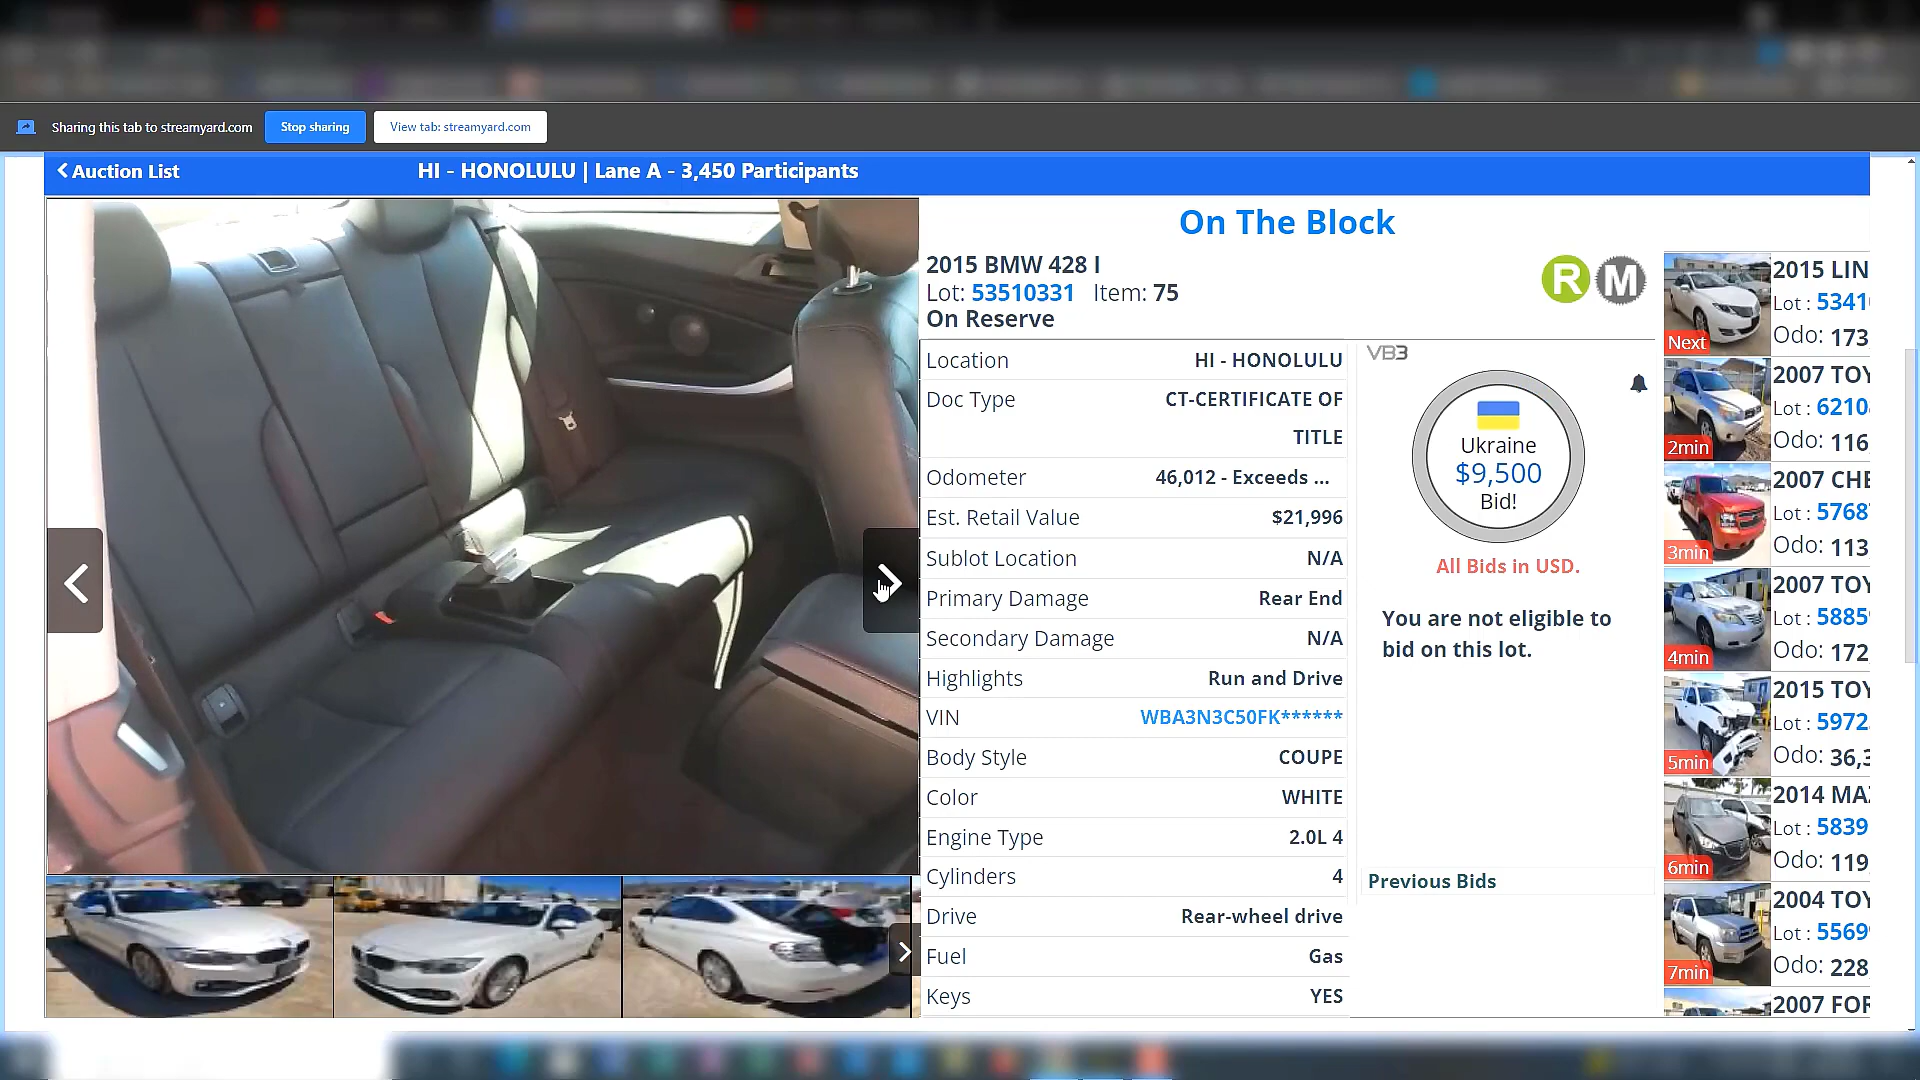 Sharing this tab to streamyard.com
Stop sharing
View tab: streamyard.com
Auction List
HI - HONOLULU | Lane A - 3,450 Participants
On The Block
2015 BMW 428 I
Lot: 53510331 Item: 75
On Reserve
R
M
Location HI - HONOLULU
Doc Type CT-CERTIFICATE OF
TITLE
Odometer 46,012 - Exceeds ...
Est. Retail Value $21,996
Sublot Location N/A
Primary Damage Rear End
Secondary Damage N/A
Highlights Run and Drive
VIN WBA3N3C50FK******
Body Style COUPE
Color WHITE
Engine Type 2.0L 4
Cylinders 4
Drive Rear-wheel drive
Fuel Gas
Keys YES
VB3
Ukraine
$9,500
Bid!
All Bids in USD.
You are not eligible to
bid on this lot.
Previous Bids
2015 LIN
Lot : 5341
Odo: 173
Next
2007 TOY
Lot : 6210
Odo: 116
2min
2007 CHE
Lot : 5768
Odo: 113
3min
2007 TOY
Lot : 5885
Odo: 172
4min
2015 TOY
Lot : 5972
Odo: 36,3
5min
2014 MA
Lot : 5839
Odo: 119
6min
2004 TOY
Lot : 5569
Odo: 228
7min
2007 FOR